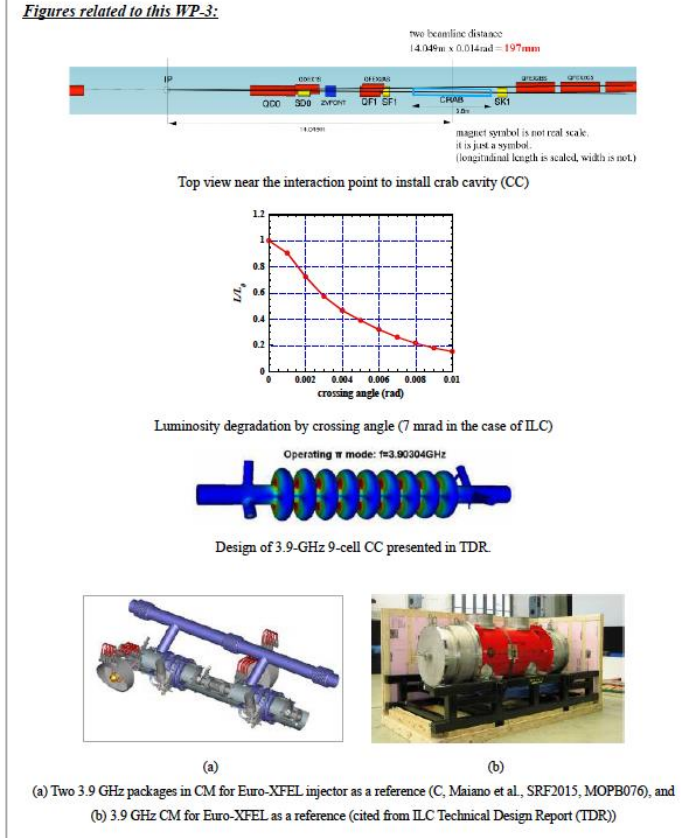 Figures related to this WP-3:
two beamline distance
14.049m x 0.014rad = 197mm
IP
QD0
SD0
QF1 SF1
CRAB
SK1
3.8m
14.049m
magnet symbol is not real scale.
it is just a symbol.
(longitudinal length is scaled, width is not.)
Top view near the interaction point to install crab cavity (CC)
1.2
1
0.8
0.6
0.4
0.2
0
L/L₀
0 0.002 0.004 0.006 0.008 0.01
crossing angle (rad)
Luminosity degradation by crossing angle (7 mrad in the case of ILC)
Operating π mode: f=3.90304GHz
Design of 3.9-GHz 9-cell CC presented in TDR.
(a) (b)
(a) Two 3.9 GHz packages in CM for Euro-XFEL injector as a reference (C, Maiano et al., SRF2015, MOPB076), and
(b) 3.9 GHz CM for Euro-XFEL as a reference (cited from ILC Technical Design Report (TDR))